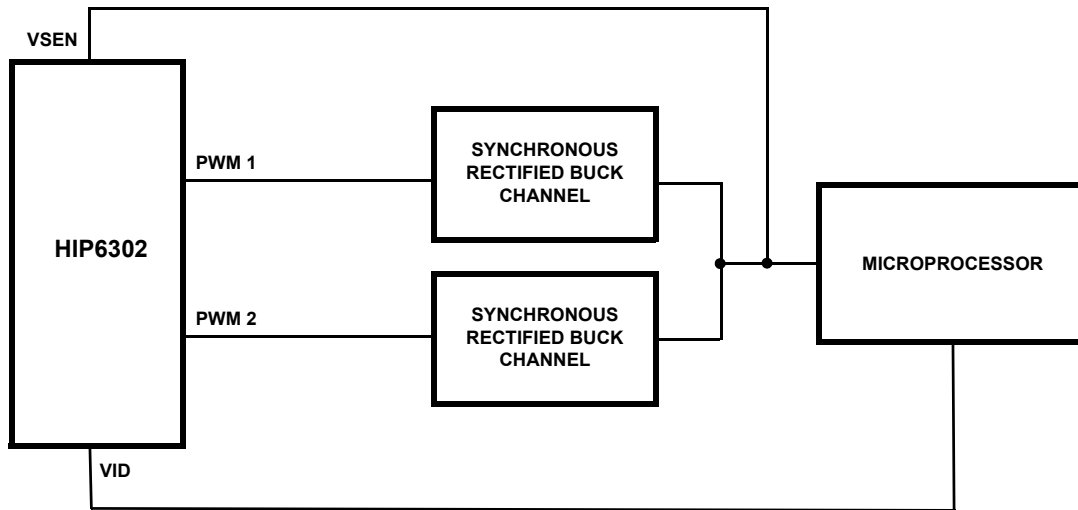 VSEN
HIP6302
PWM 1
SYNCHRONOUS
RECTIFIED BUCK
CHANNEL
PWM 2
SYNCHRONOUS
RECTIFIED BUCK
CHANNEL
MICROPROCESSOR
VID